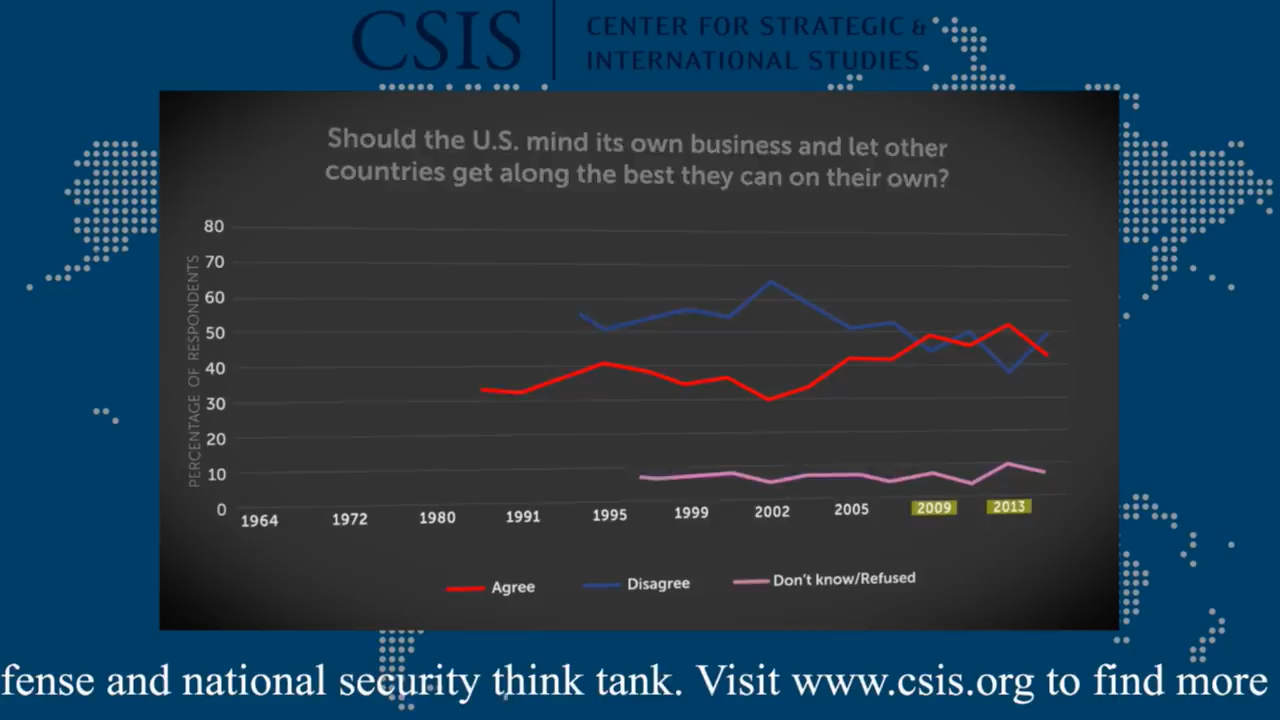 CSIS
CENTER FOR STRATEGIC &
INTERNATIONAL STUDIES
Should the U.S. mind its own business and let other
countries get along the best they can on their own?
PERCENTAGE OF RESPONDENTS
80
70
60
50
40
30
20
10
0
1964 1972 1980 1991 1995 1999 2002 2005 2009 2013
Agree Disagree Don't know/Refused
fense and national security think tank. Visit www.csis.org to find more